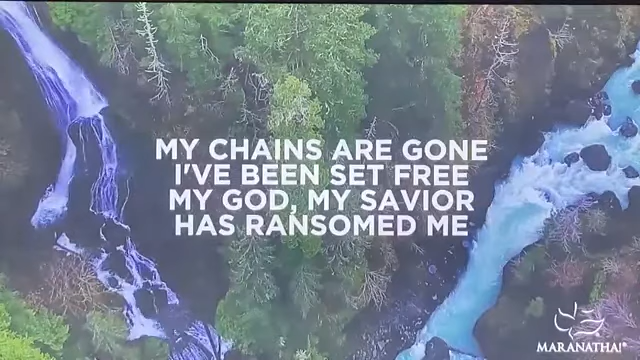 MY CHAINS ARE GONE
I'VE BEEN SET FREE
MY GOD, MY SAVIOR
HAS RANSOMED ME
MARANATHA!®